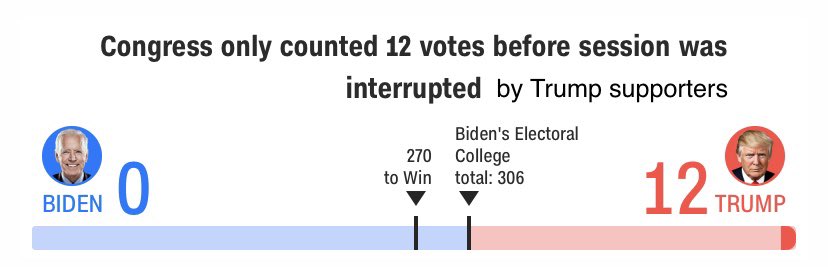 Congress only counted 12 votes before session was
interrupted by Trump supporters
270
to Win
Biden's Electoral
College
total: 306
BIDEN 0
12 TRUMP